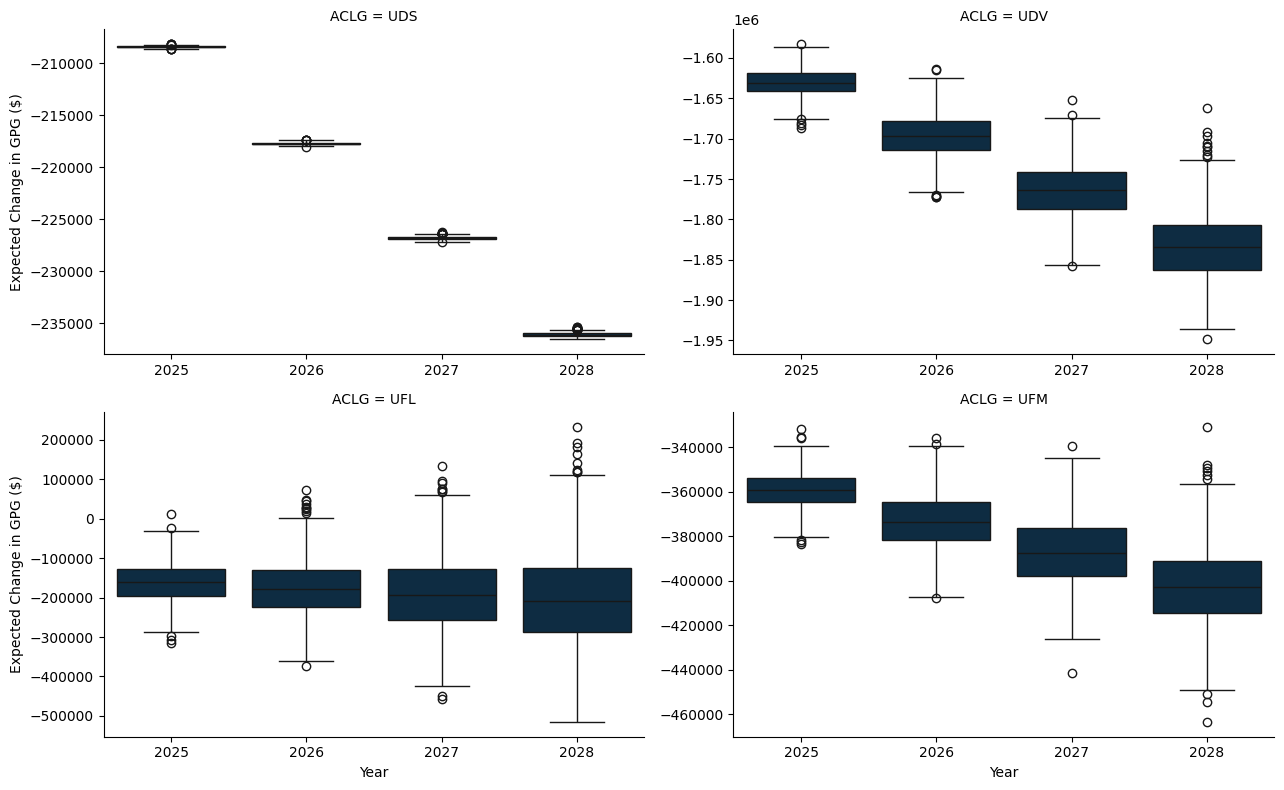 ACLG = UDS
Expected Change in GPG ($)
−210000
−215000
−220000
−225000
−230000
−235000
2025 2026 2027 2028
ACLG = UDV
1e6
−1.60
−1.65
−1.70
−1.75
−1.80
−1.85
−1.90
−1.95
2025 2026 2027 2028
ACLG = UFL
Expected Change in GPG ($)
200000
100000
0
−100000
−200000
−300000
−400000
−500000
2025 2026 2027 2028
Year
ACLG = UFM
−340000
−360000
−380000
−400000
−420000
−440000
−460000
2025 2026 2027 2028
Year